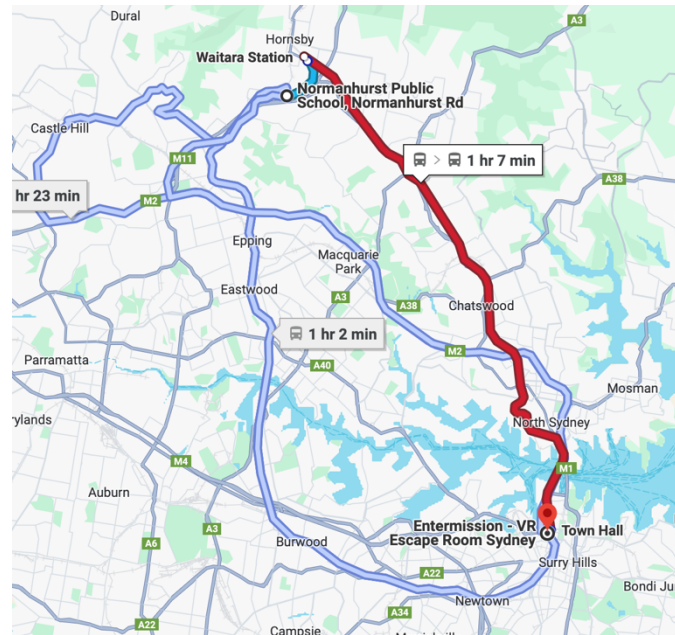 Dural
Hornsby
A3
Waitara Station
Normanhurst Public
School, Normanhurst Rd
Castle Hill
M11
1 hr 7 min
A38
hr 23 min
M2
Epping
Macquarie
Park
Eastwood
A3
A38
Chatswood
1 hr 2 min
M2
Parramatta
A40
Mosman
rylands
North Sydney
M4
M1
Auburn
A3
Entermission - VR
Escape Room Sydney
Town Hall
A6
Burwood
Surry Hills
A22
Bondi Jun
Newtown
A34
A22
Campsie